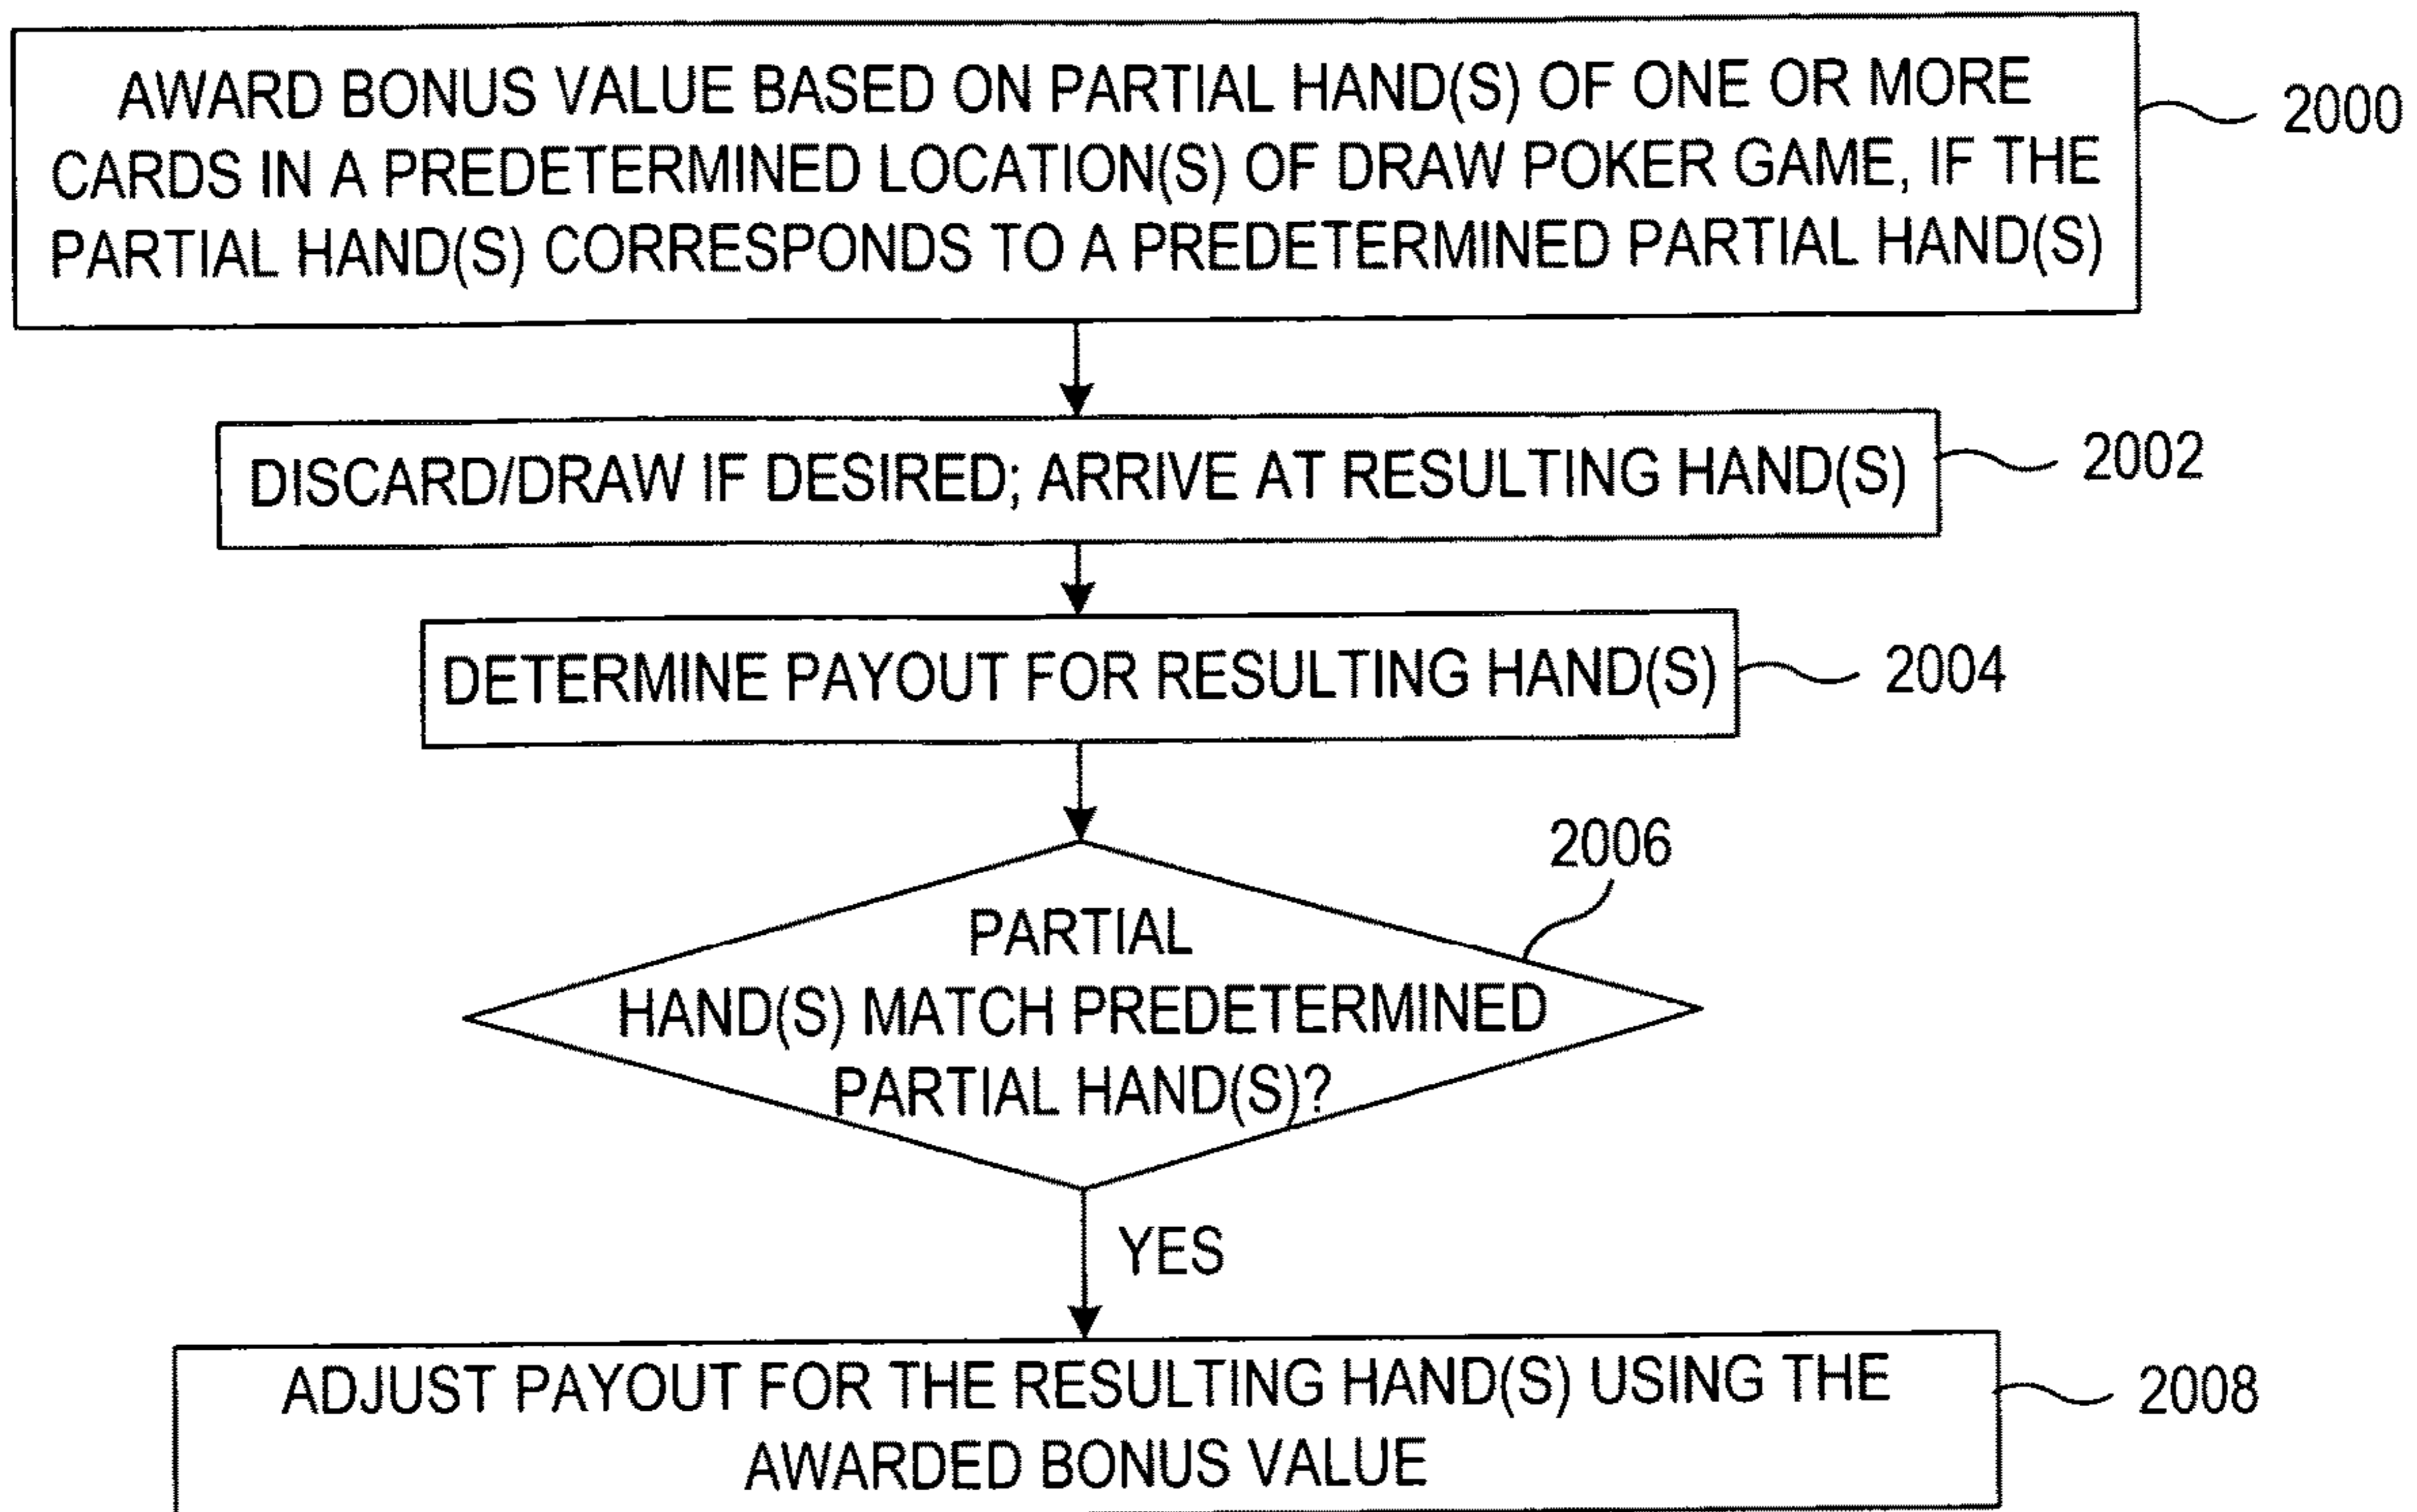 AWARD BONUS VALUE BASED ON PARTIAL HAND(S) OF ONE OR MORE
CARDS IN A PREDETERMINED LOCATION(S) OF DRAW POKER GAME, IF THE
PARTIAL HAND(S) CORRESPONDS TO A PREDETERMINED PARTIAL HAND(S)
2000
DISCARD/DRAW IF DESIRED; ARRIVE AT RESULTING HAND(S)
2002
DETERMINE PAYOUT FOR RESULTING HAND(S)
2004
2006
PARTIAL
HAND(S) MATCH PREDETERMINED
PARTIAL HAND(S)?
YES
ADJUST PAYOUT FOR THE RESULTING HAND(S) USING THE
AWARDED BONUS VALUE
2008